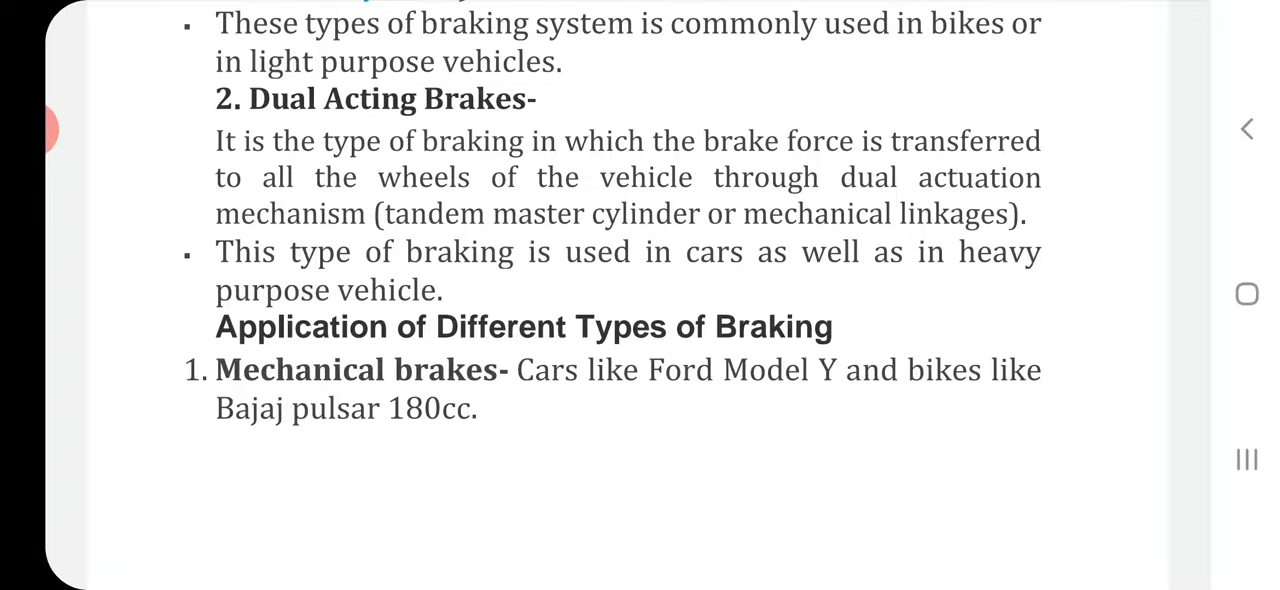 ▪ These types of braking system is commonly used in bikes or
in light purpose vehicles.
2. Dual Acting Brakes-
It is the type of braking in which the brake force is transferred
to all the wheels of the vehicle through dual actuation
mechanism (tandem master cylinder or mechanical linkages).
▪ This type of braking is used in cars as well as in heavy
purpose vehicle.
Application of Different Types of Braking
1. Mechanical brakes- Cars like Ford Model Y and bikes like
Bajaj pulsar 180cc.